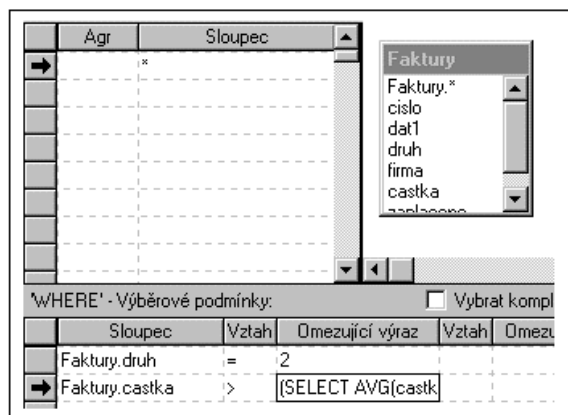 Agr Sloupec
*
Faktury
Faktury.*
cislo
dat1
druh
firma
castka
zaplaceno
'WHERE' - Výběrové podmínky:
Vybrat kompl
Sloupec Vztah Omezující výraz Vztah Omezu
Faktury.druh = 2
Faktury.castka > (SELECT AVG(castk